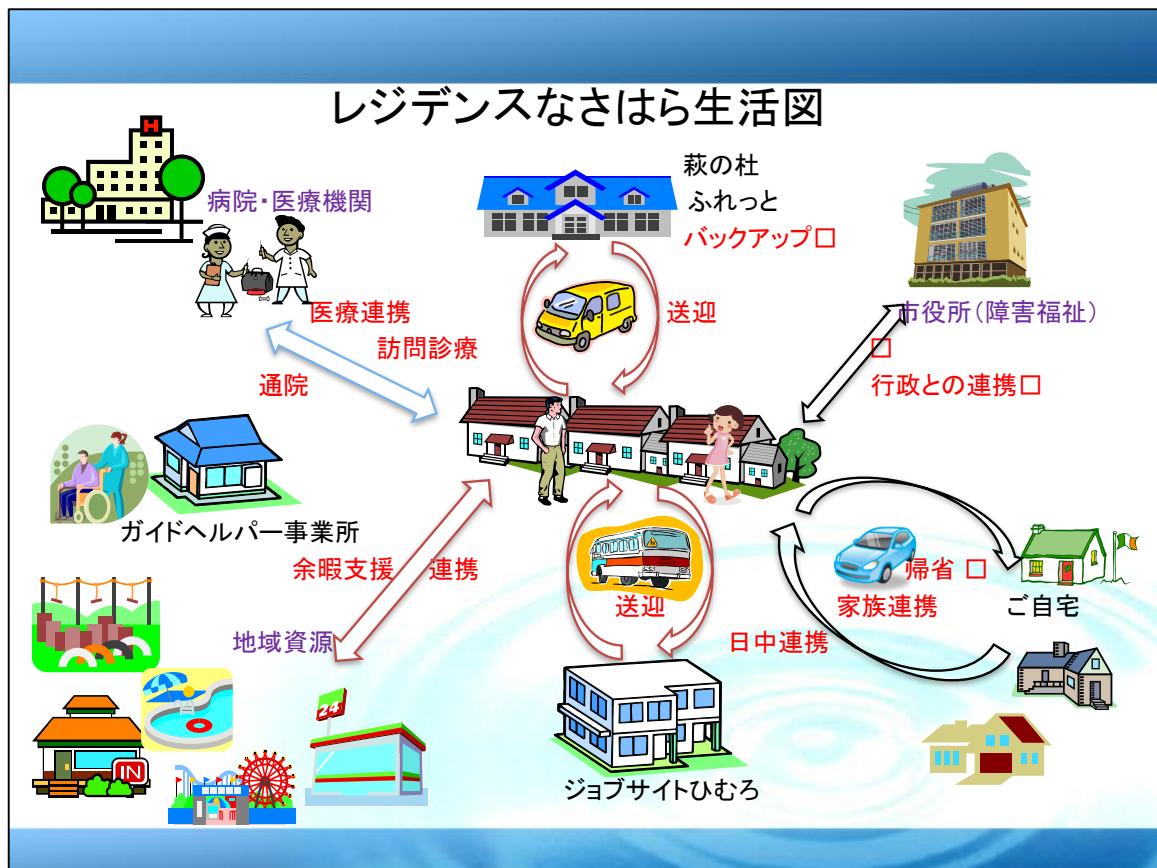 レジデンスなさはら生活図
病院・医療機関
萩の杜
ふれっと
バックアップ□
医療連携
訪問診療
通院
送迎
市役所(障害福祉)
□
行政との連携□
ガイドヘルパー事業所
余暇支援 連携
地域資源
送迎
帰省 □
家族連携
ご自宅
日中連携
24
IN
ジョブサイトひむろ
H